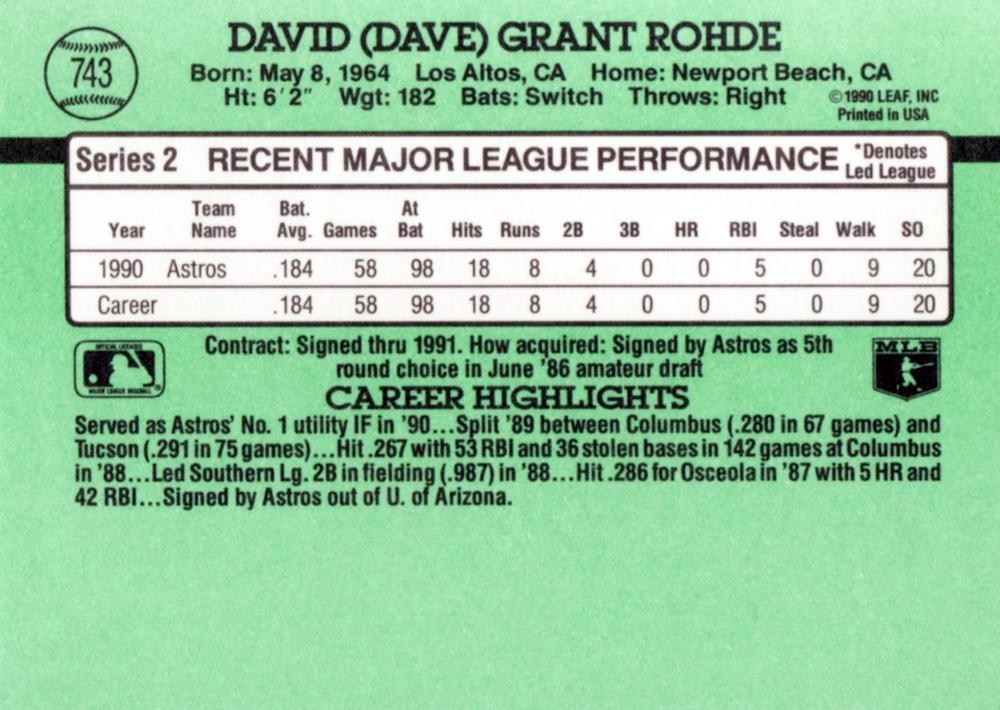 743
DAVID (DAVE) GRANT ROHDE
Born: May 8, 1964 Los Altos, CA Home: Newport Beach, CA
Ht: 6'2" Wgt: 182 Bats: Switch Throws: Right
©1990 LEAF, INC
Printed in USA
Series 2 RECENT MAJOR LEAGUE PERFORMANCE *Denotes Led League
Year Team Name Bat. Avg. Games At Bat Hits Runs 2B 3B HR RBI Steal Walk SO
1990 Astros .184 58 98 18 8 4 0 0 5 0 9 20
Career .184 58 98 18 8 4 0 0 5 0 9 20
OFFICIAL LICENSEE
MAJOR LEAGUE BASEBALL
Contract: Signed thru 1991. How acquired: Signed by Astros as 5th
round choice in June '86 amateur draft
MLB
CAREER HIGHLIGHTS
Served as Astros' No. 1 utility IF in '90...Split '89 between Columbus (.280 in 67 games) and
Tucson (.291 in 75 games)...Hit .267 with 53 RBI and 36 stolen bases in 142 games at Columbus
in '88...Led Southern Lg. 2B in fielding (.987) in '88...Hit .286 for Osceola in '87 with 5 HR and
42 RBI...Signed by Astros out of U. of Arizona.